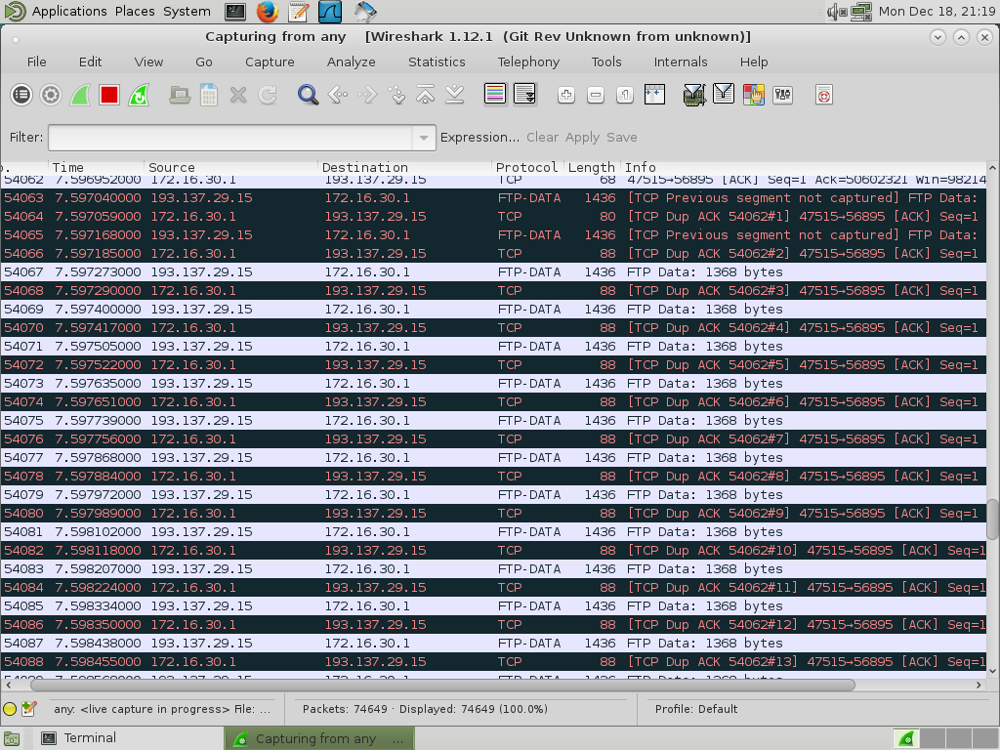 Applications Places System Mon Dec 18, 21:19
Capturing from any [Wireshark 1.12.1 (Git Rev Unknown from unknown)]
File Edit View Go Capture Analyze Statistics Telephony Tools Internals Help
Filter: Expression... Clear Apply Save
o. Time Source Destination Protocol Length Info
54062 7.596952000 172.16.30.1 193.137.29.15 TCP 68 47515→56895 [ACK] Seq=1 Ack=50602321 Win=98214
54063 7.597040000 193.137.29.15 172.16.30.1 FTP-DATA 1436 [TCP Previous segment not captured] FTP Data:
54064 7.597059000 172.16.30.1 193.137.29.15 TCP 80 [TCP Dup ACK 54062#1] 47515→56895 [ACK] Seq=1
54065 7.597168000 193.137.29.15 172.16.30.1 FTP-DATA 1436 [TCP Previous segment not captured] FTP Data:
54066 7.597185000 172.16.30.1 193.137.29.15 TCP 88 [TCP Dup ACK 54062#2] 47515→56895 [ACK] Seq=1
54067 7.597273000 193.137.29.15 172.16.30.1 FTP-DATA 1436 FTP Data: 1368 bytes
54068 7.597290000 172.16.30.1 193.137.29.15 TCP 88 [TCP Dup ACK 54062#3] 47515→56895 [ACK] Seq=1
54069 7.597400000 193.137.29.15 172.16.30.1 FTP-DATA 1436 FTP Data: 1368 bytes
54070 7.597417000 172.16.30.1 193.137.29.15 TCP 88 [TCP Dup ACK 54062#4] 47515→56895 [ACK] Seq=1
54071 7.597505000 193.137.29.15 172.16.30.1 FTP-DATA 1436 FTP Data: 1368 bytes
54072 7.597522000 172.16.30.1 193.137.29.15 TCP 88 [TCP Dup ACK 54062#5] 47515→56895 [ACK] Seq=1
54073 7.597635000 193.137.29.15 172.16.30.1 FTP-DATA 1436 FTP Data: 1368 bytes
54074 7.597651000 172.16.30.1 193.137.29.15 TCP 88 [TCP Dup ACK 54062#6] 47515→56895 [ACK] Seq=1
54075 7.597739000 193.137.29.15 172.16.30.1 FTP-DATA 1436 FTP Data: 1368 bytes
54076 7.597756000 172.16.30.1 193.137.29.15 TCP 88 [TCP Dup ACK 54062#7] 47515→56895 [ACK] Seq=1
54077 7.597868000 193.137.29.15 172.16.30.1 FTP-DATA 1436 FTP Data: 1368 bytes
54078 7.597884000 172.16.30.1 193.137.29.15 TCP 88 [TCP Dup ACK 54062#8] 47515→56895 [ACK] Seq=1
54079 7.597972000 193.137.29.15 172.16.30.1 FTP-DATA 1436 FTP Data: 1368 bytes
54080 7.597989000 172.16.30.1 193.137.29.15 TCP 88 [TCP Dup ACK 54062#9] 47515→56895 [ACK] Seq=1
54081 7.598102000 193.137.29.15 172.16.30.1 FTP-DATA 1436 FTP Data: 1368 bytes
54082 7.598118000 172.16.30.1 193.137.29.15 TCP 88 [TCP Dup ACK 54062#10] 47515→56895 [ACK] Seq=1
54083 7.598207000 193.137.29.15 172.16.30.1 FTP-DATA 1436 FTP Data: 1368 bytes
54084 7.598224000 172.16.30.1 193.137.29.15 TCP 88 [TCP Dup ACK 54062#11] 47515→56895 [ACK] Seq=1
54085 7.598334000 193.137.29.15 172.16.30.1 FTP-DATA 1436 FTP Data: 1368 bytes
54086 7.598350000 172.16.30.1 193.137.29.15 TCP 88 [TCP Dup ACK 54062#12] 47515→56895 [ACK] Seq=1
54087 7.598438000 193.137.29.15 172.16.30.1 FTP-DATA 1436 FTP Data: 1368 bytes
54088 7.598455000 172.16.30.1 193.137.29.15 TCP 88 [TCP Dup ACK 54062#13] 47515→56895 [ACK] Seq=1
any: <live capture in progress> File: ... Packets: 74649 · Displayed: 74649 (100.0%) Profile: Default
Terminal Capturing from any ...